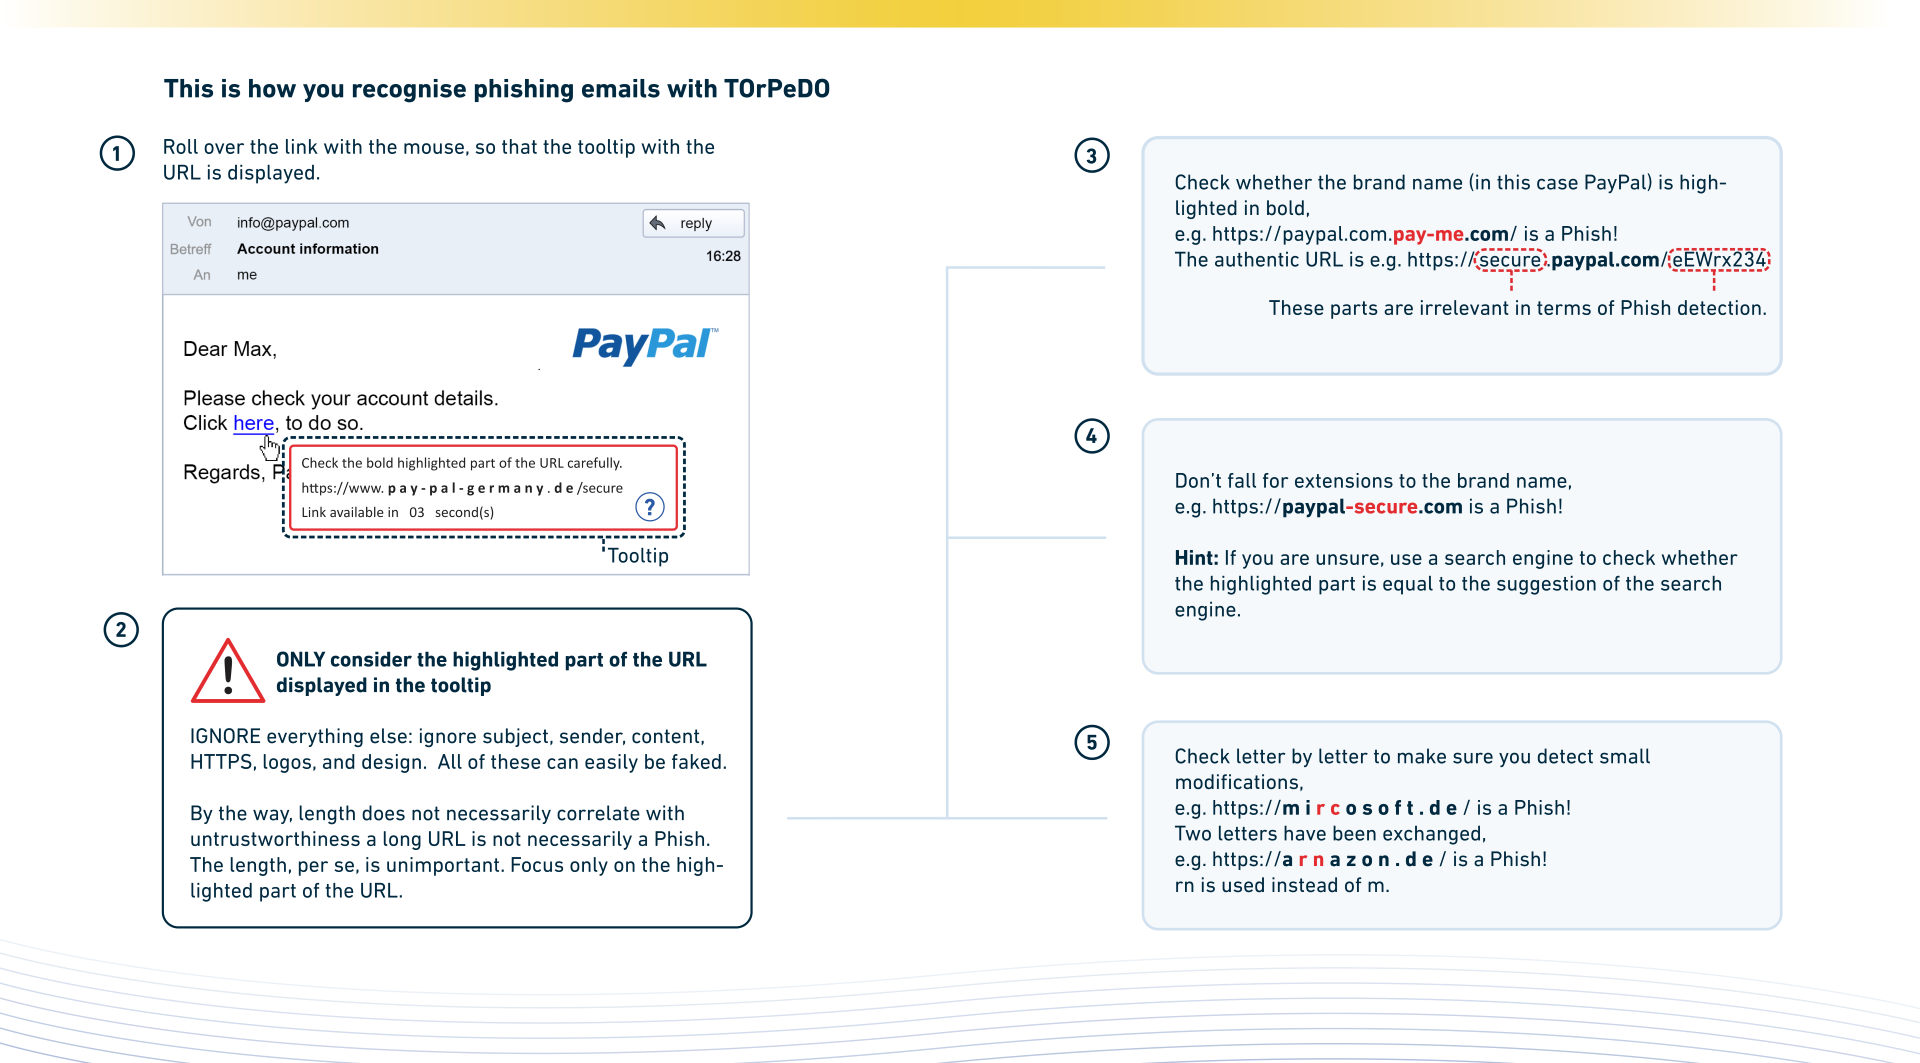 This is how you recognise phishing emails with TOrPeDO
1
Roll over the link with the mouse, so that the tooltip with the
URL is displayed.
Von info@paypal.com
reply
Betreff Account information
16:28
An me
Dear Max,
PayPal™
Please check your account details.
Click here, to do so.
Regards, Pa
Check the bold highlighted part of the URL carefully.
https://www.pay-pal-germany.de/secure
Link available in 03 second(s)
?
Tooltip
2
ONLY consider the highlighted part of the URL
displayed in the tooltip
IGNORE everything else: ignore subject, sender, content,
HTTPS, logos, and design. All of these can easily be faked.
By the way, length does not necessarily correlate with
untrustworthiness a long URL is not necessarily a Phish.
The length, per se, is unimportant. Focus only on the high-
lighted part of the URL.
3
Check whether the brand name (in this case PayPal) is high-
lighted in bold,
e.g. https://paypal.com.pay-me.com/ is a Phish!
The authentic URL is e.g. https://secure.paypal.com/eEWrx234
These parts are irrelevant in terms of Phish detection.
4
Don't fall for extensions to the brand name,
e.g. https://paypal-secure.com is a Phish!
Hint: If you are unsure, use a search engine to check whether
the highlighted part is equal to the suggestion of the search
engine.
5
Check letter by letter to make sure you detect small
modifications,
e.g. https://mircosoft.de/ is a Phish!
Two letters have been exchanged,
e.g. https://arnazon.de/ is a Phish!
rn is used instead of m.